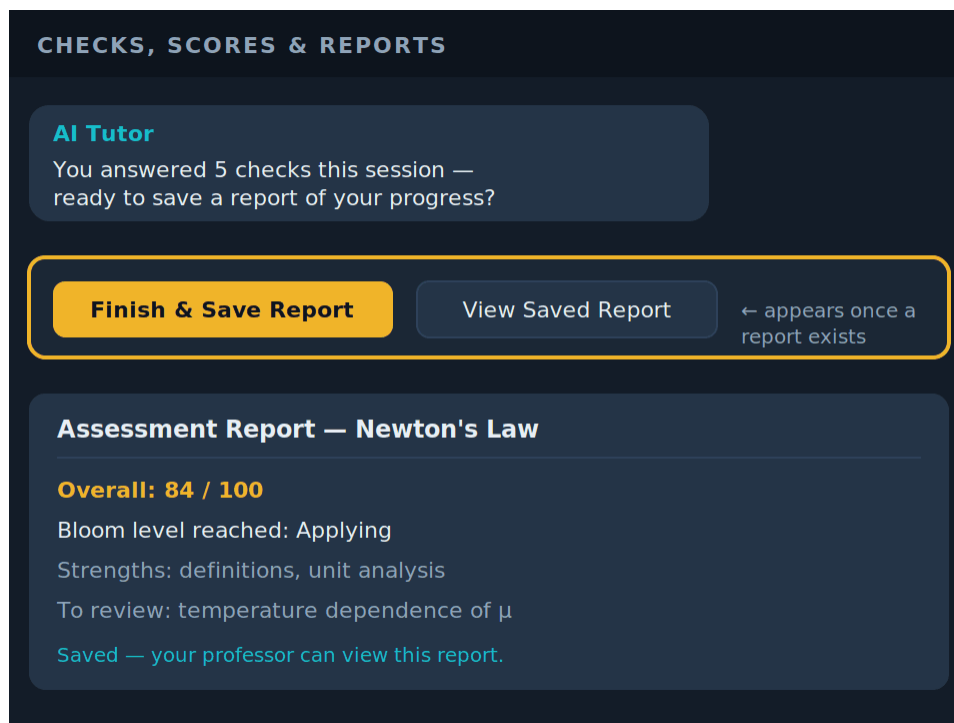 CHECKS, SCORES & REPORTS
AI Tutor
You answered 5 checks this session —
ready to save a report of your progress?
Finish & Save Report
View Saved Report
← appears once a
report exists
Assessment Report — Newton's Law
Overall: 84 / 100
Bloom level reached: Applying
Strengths: definitions, unit analysis
To review: temperature dependence of μ
Saved — your professor can view this report.